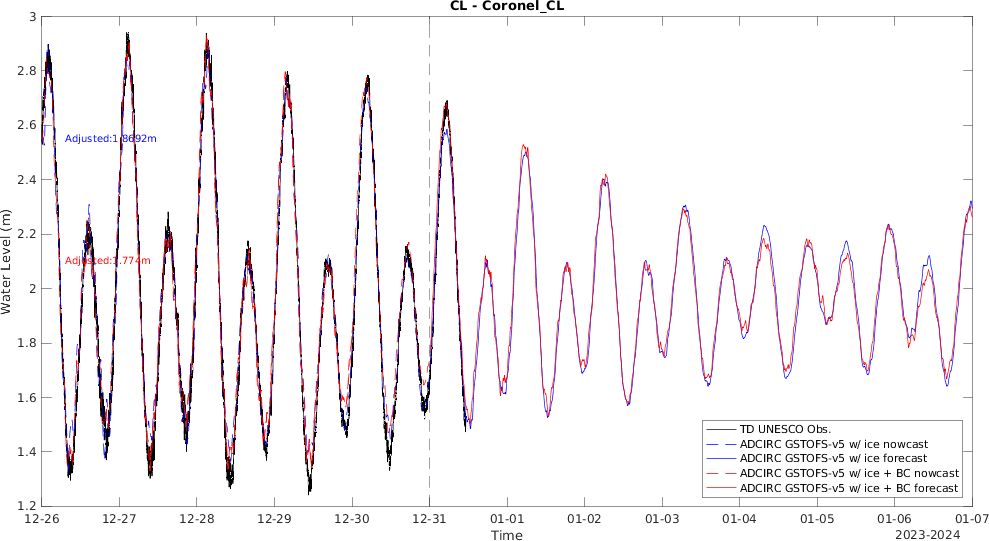 CL - Coronel_CL
3
2.8
2.6
2.4
2.2
2
1.8
1.6
1.4
1.2
Water Level (m)
Adjusted:1.8692m
Adjusted:1.774m
TD UNESCO Obs.
ADCIRC GSTOFS-v5 w/ ice nowcast
ADCIRC GSTOFS-v5 w/ ice forecast
ADCIRC GSTOFS-v5 w/ ice + BC nowcast
ADCIRC GSTOFS-v5 w/ ice + BC forecast
12-26 12-27 12-28 12-29 12-30 12-31 01-01 01-02 01-03 01-04 01-05 01-06 01-07
Time
2023-2024